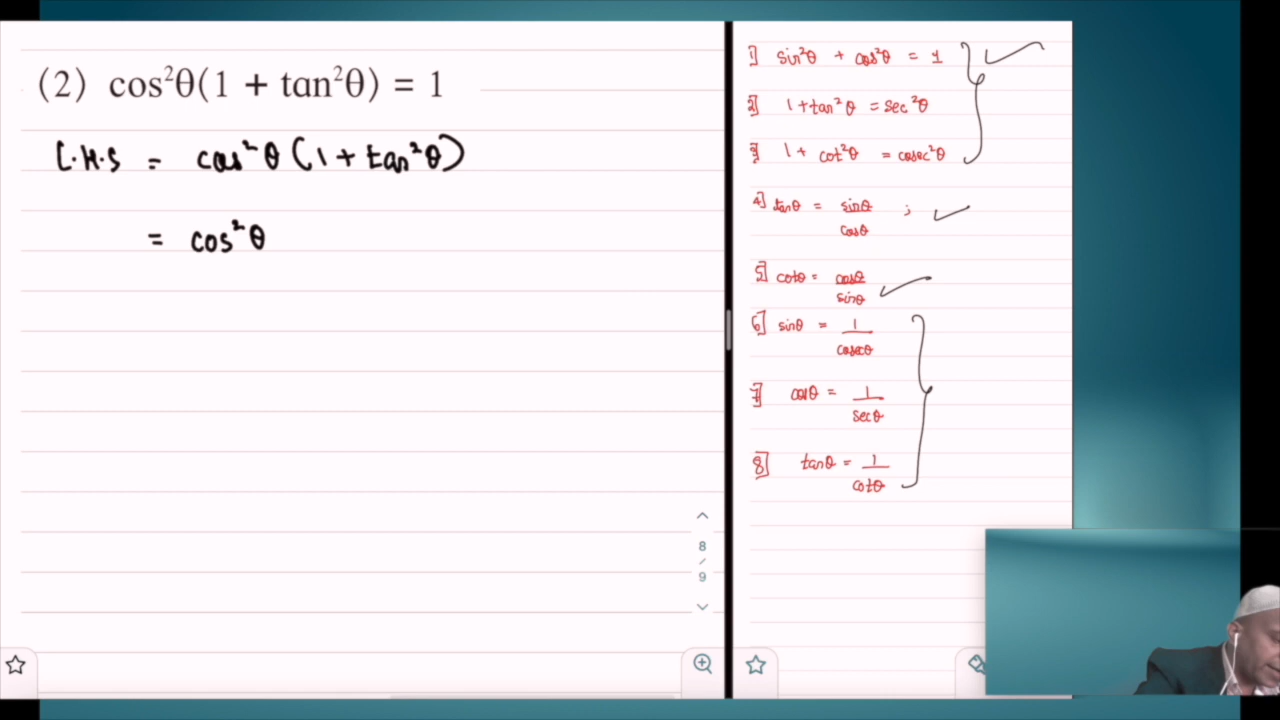 (2) cos²θ(1 + tan²θ) = 1
L.H.S = cos²θ (1 + tan²θ)
= cos²θ
8
/
9
1] sin²θ + cos²θ = 1
2] 1 + tan²θ = sec²θ
3] 1 + cot²θ = cosec²θ
4] tanθ = sinθ / cosθ ;
5] cotθ = cosθ / sinθ
6] sinθ = 1 / cosecθ
7] cosθ = 1 / secθ
8] tanθ = 1 / cotθ